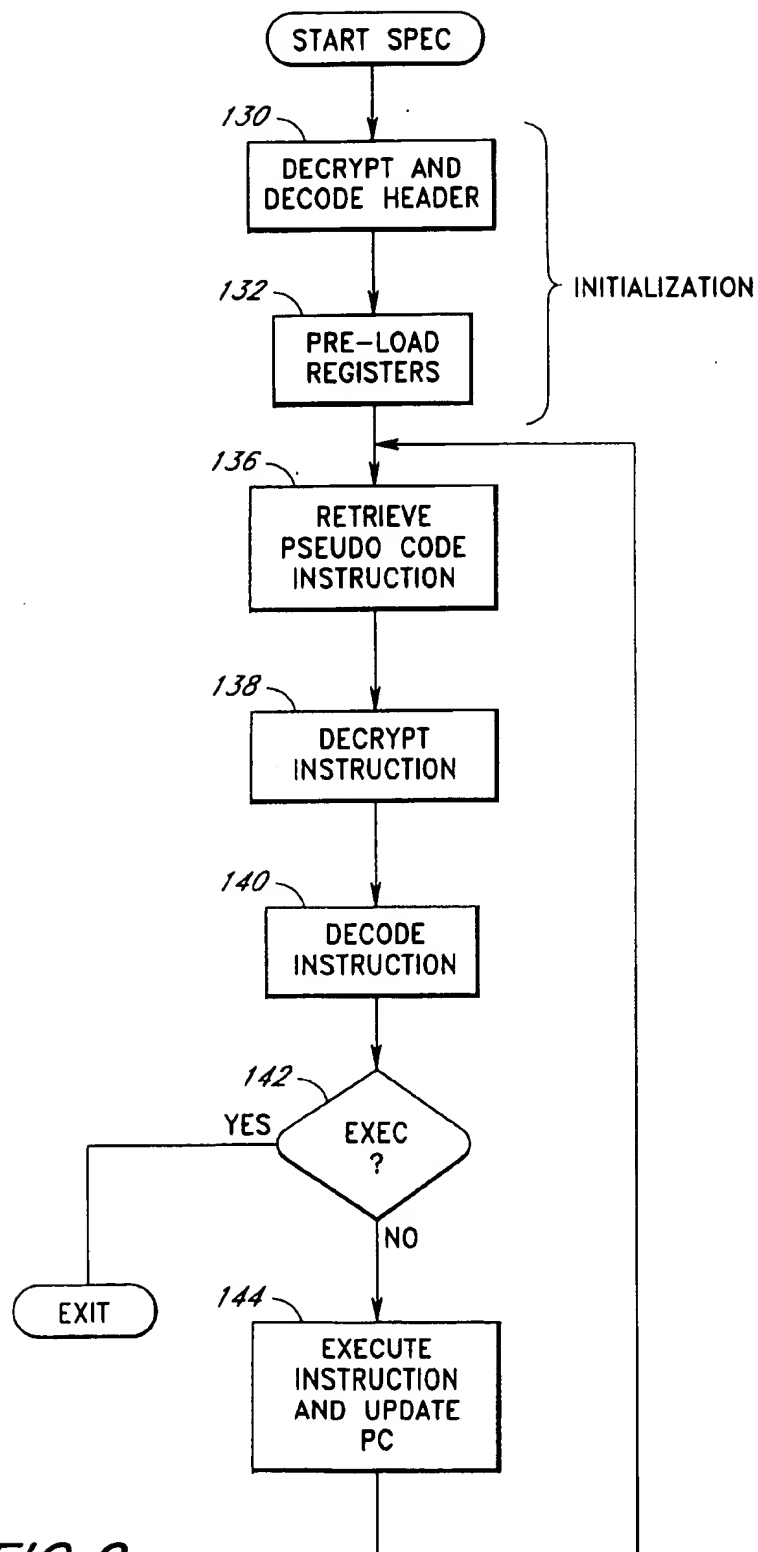 START SPEC
130
DECRYPT AND
DECODE HEADER
INITIALIZATION
132
PRE-LOAD
REGISTERS
136
RETRIEVE
PSEUDO CODE
INSTRUCTION
138
DECRYPT
INSTRUCTION
140
DECODE
INSTRUCTION
142
YES
EXEC
?
NO
EXIT
144
EXECUTE
INSTRUCTION
AND UPDATE
PC